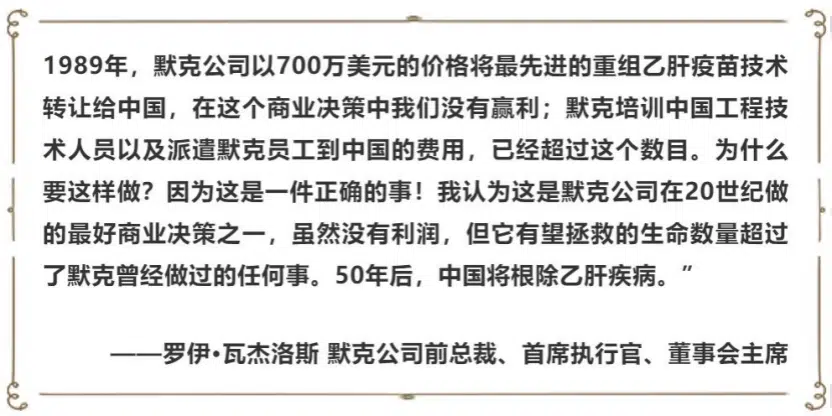 1989年，默克公司以700万美元的价格将最先进的重组乙肝疫苗技术
转让给中国，在这个商业决策中我们没有赢利；默克培训中国工程技
术人员以及派遣默克员工到中国的费用，已经超过这个数目。为什么
要这样做？因为这是一件正确的事！我认为这是默克公司在20世纪做
的最好商业决策之一，虽然没有利润，但它有望拯救的生命数量超过
了默克曾经做过的任何事。50年后，中国将根除乙肝疾病。”
——罗伊•瓦杰洛斯 默克公司前总裁、首席执行官、董事会主席